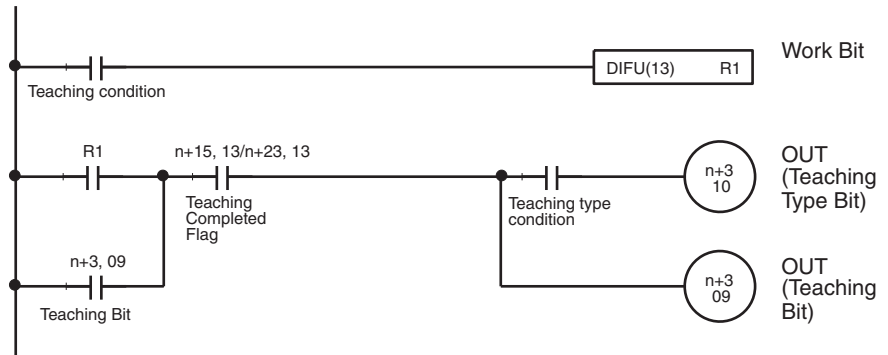 Teaching condition
DIFU(13) R1
Work Bit
R1
n+15, 13/n+23, 13
Teaching
Completed
Flag
Teaching type
condition
n+3
10
OUT
(Teaching
Type Bit)
n+3, 09
Teaching Bit
n+3
09
OUT
(Teaching
Bit)